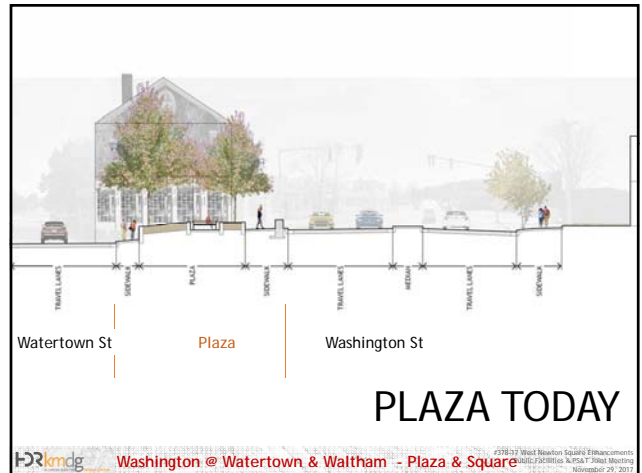 TRAVEL LANES
SIDEWALK
PLAZA
SIDEWALK
TRAVEL LANES
MEDIAN
TRAVEL LANES
SIDEWALK
Watertown St
Plaza
Washington St
PLAZA TODAY
HDR kmdg
Washington @ Watertown & Waltham - Plaza & Square
#378-17 West Newton Square Enhancements
Public Facilities & PS&T Joint Meeting
November 29, 2017